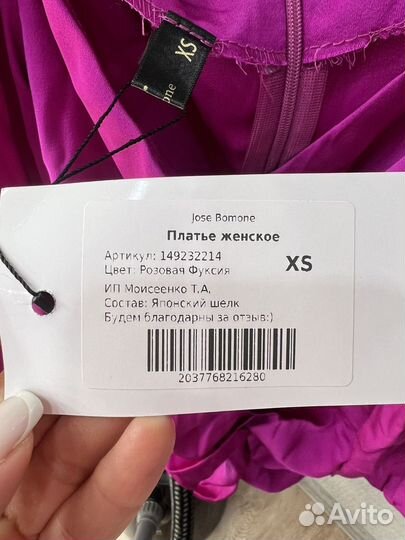 XS
one
Jose Bomone
Платье женское
Артикул: 149232214
Цвет: Розовая Фуксия
XS
ИП Моисеенко Т.А.
Состав: Японский шелк
Будем благодарны за отзыв:)
2037768216280
Avito